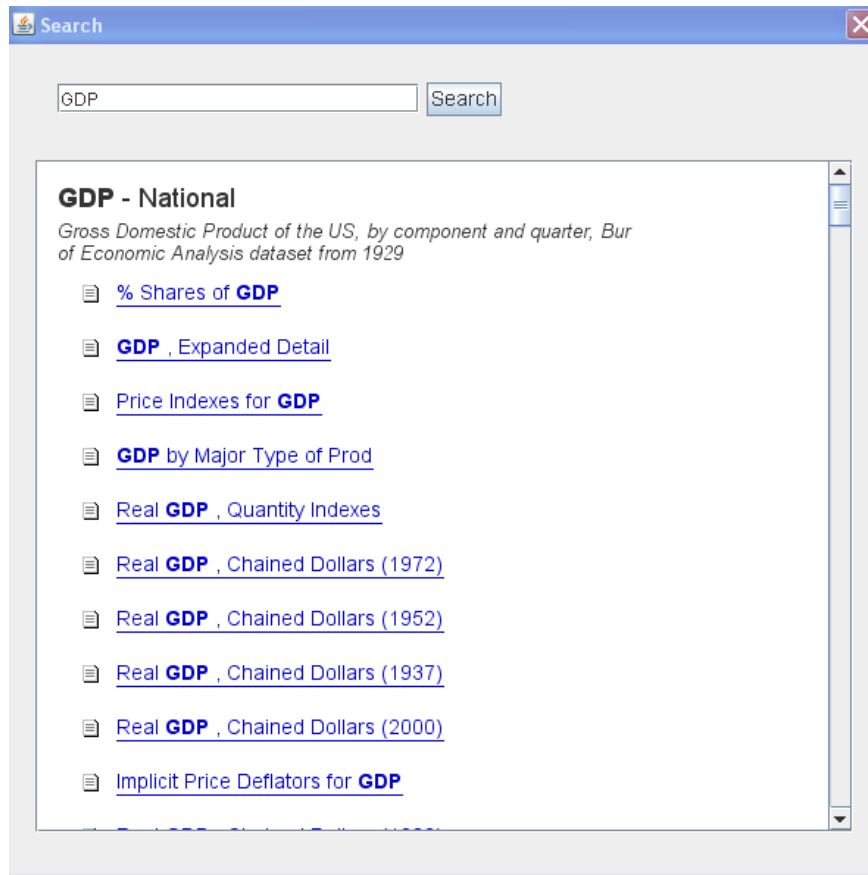 Search
GDP
Search
GDP - National
Gross Domestic Product of the US, by component and quarter, Bur
of Economic Analysis dataset from 1929
% Shares of GDP
GDP , Expanded Detail
Price Indexes for GDP
GDP by Major Type of Prod
Real GDP , Quantity Indexes
Real GDP , Chained Dollars (1972)
Real GDP , Chained Dollars (1952)
Real GDP , Chained Dollars (1937)
Real GDP , Chained Dollars (2000)
Implicit Price Deflators for GDP